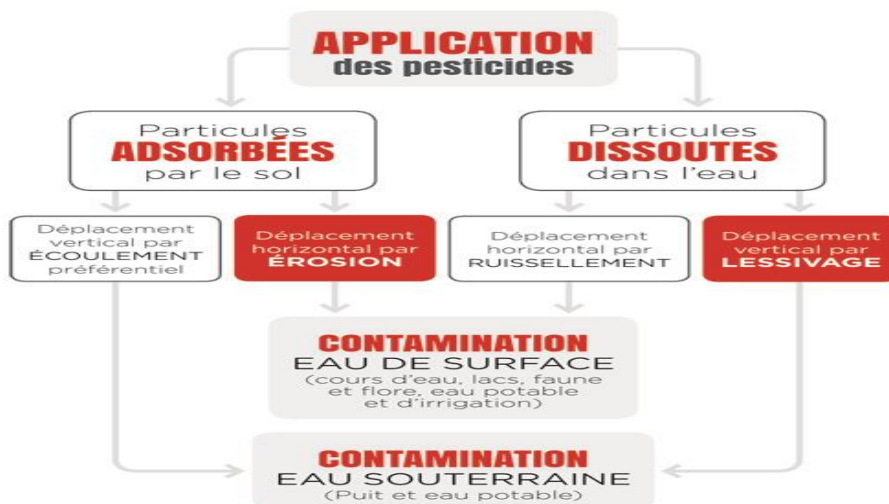 APPLICATION
des pesticides
Particules
ADSORBÉES
par le sol
Particules
DISSOUTES
dans l'eau
Déplacement
vertical par
ÉCOULEMENT
préférentiel
Déplacement
horizontal par
ÉROSION
Déplacement
horizontal par
RUISSELLEMENT
Déplacement
vertical par
LESSIVAGE
CONTAMINATION
EAU DE SURFACE
(cours d'eau, lacs, faune
et flore, eau potable
et d'irrigation)
CONTAMINATION
EAU SOUTERRAINE
(Puit et eau potable)